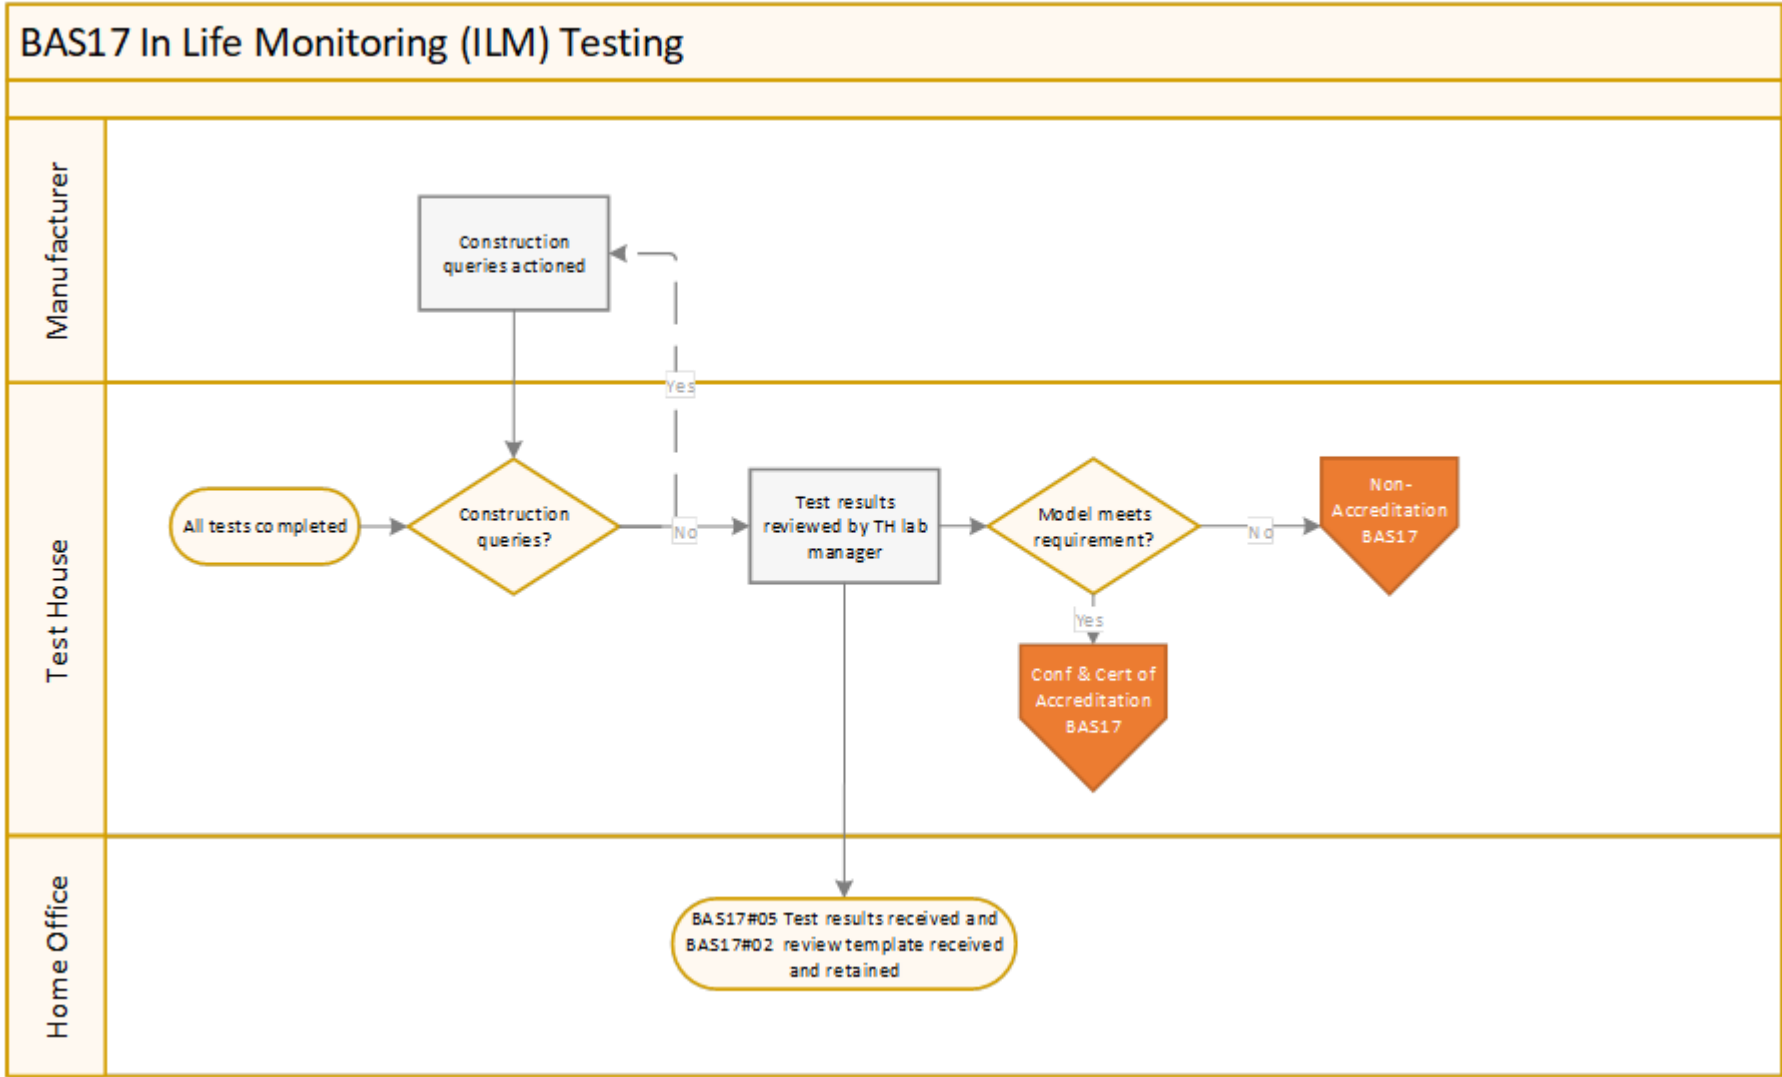 BAS17 In Life Monitoring (ILM) Testing
Manufacturer
Construction
queries actioned
Yes
Test House
All tests completed
Construction
queries?
No
Test results
reviewed by TH lab
manager
Model meets
requirement?
No
Non-
Accreditation
BAS17
Yes
Conf & Cert of
Accreditation
BAS17
Home Office
BAS17#05 Test results received and
BAS17#02 review template received
and retained